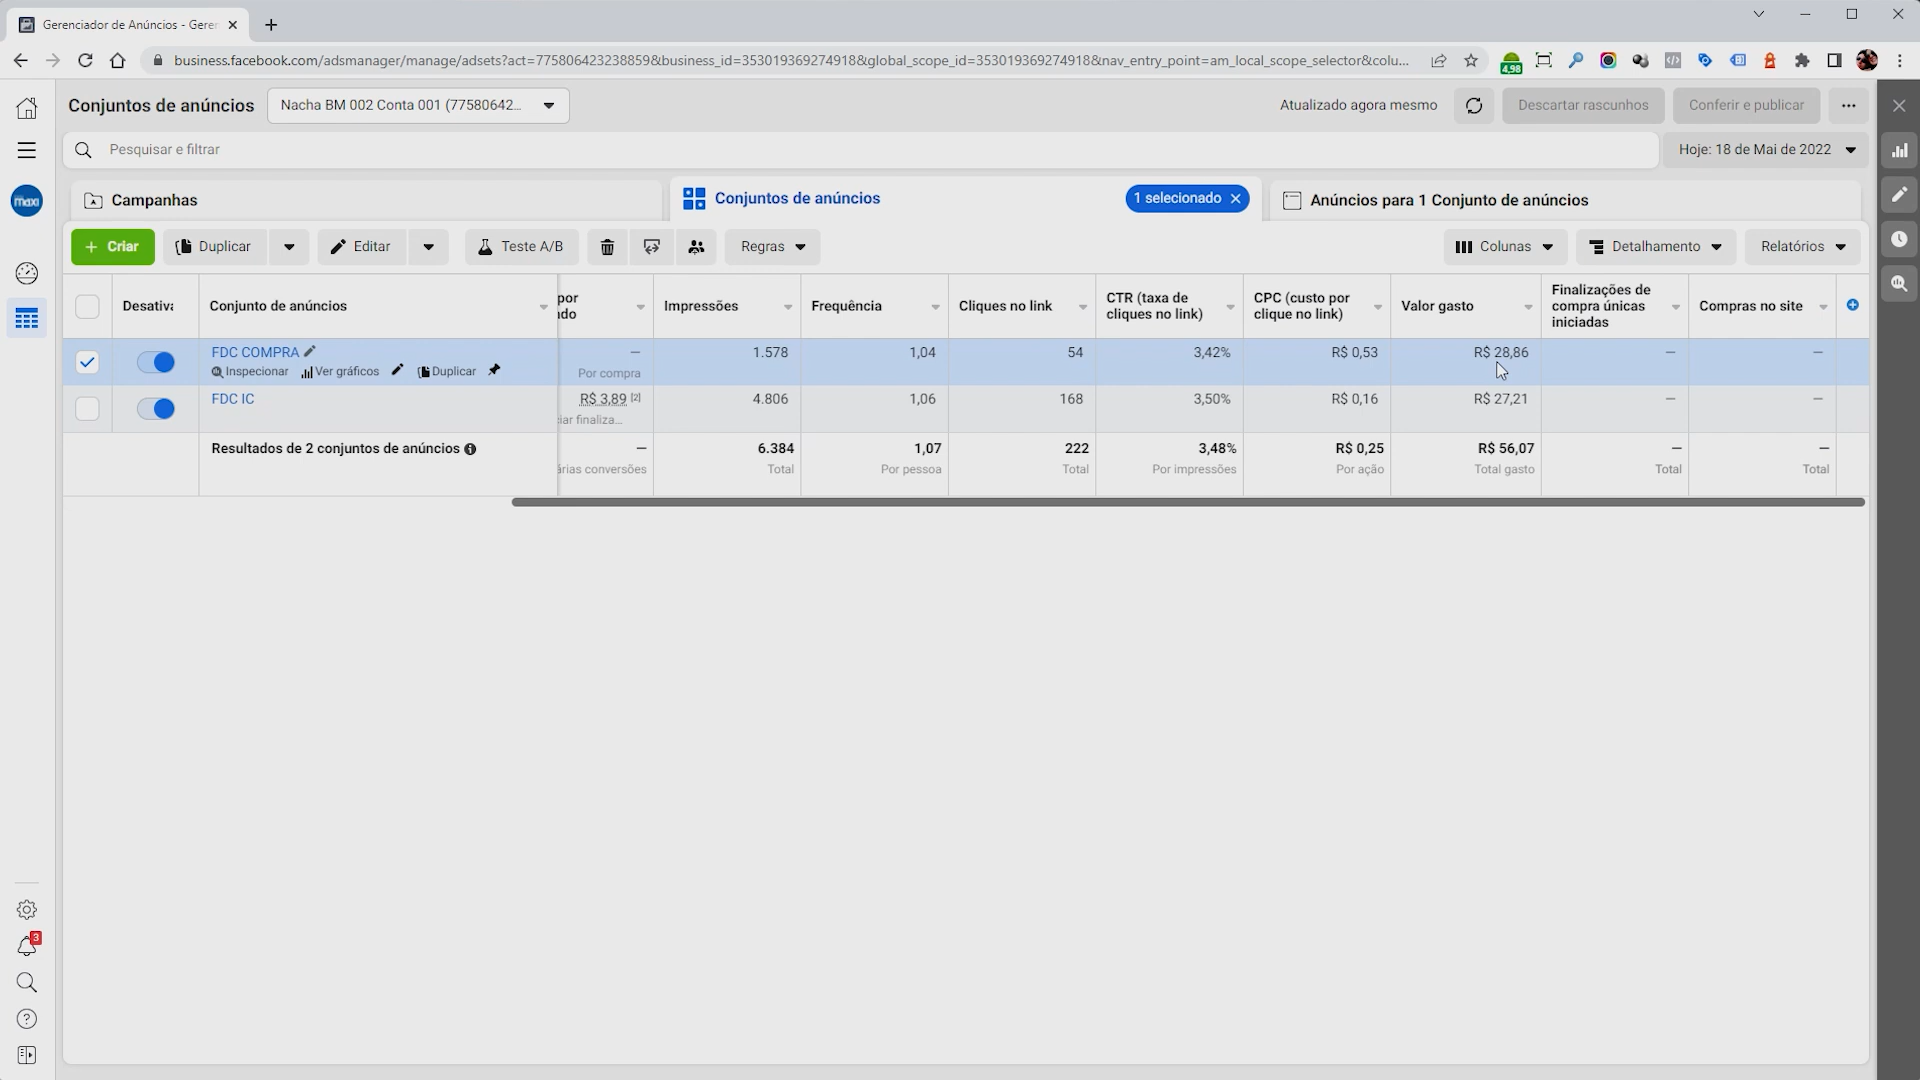 Gerenciador de Anúncios - Geren
business.facebook.com/adsmanager/manage/adsets?act=775806423238859&business_id=353019369274918&global_scope_id=353019369274918&nav_entry_point=am_local_scope_selector&colu...
4,98
Conjuntos de anúncios
Nacha BM 002 Conta 001 (77580642...
Atualizado agora mesmo
Descartar rascunhos
Conferir e publicar
Pesquisar e filtrar
Hoje: 18 de Mai de 2022
maxi
Campanhas
Conjuntos de anúncios
1 selecionado
Anúncios para 1 Conjunto de anúncios
+ Criar
Duplicar
Editar
Teste A/B
Regras
Colunas
Detalhamento
Relatórios
Desativa
Conjunto de anúncios
por
ado
Impressões
Frequência
Cliques no link
CTR (taxa de
cliques no link)
CPC (custo por
clique no link)
Valor gasto
Finalizações de
compra únicas
iniciadas
Compras no site
FDC COMPRA
— 1.578 1,04 54 3,42% R$ 0,53 R$ 28,86 — —
Inspecionar Ver gráficos Duplicar
Por compra
FDC IC
R$ 3,89 [2] 4.806 1,06 168 3,50% R$ 0,16 R$ 27,21 — —
iar finaliza...
Resultados de 2 conjuntos de anúncios
— 6.384 1,07 222 3,48% R$ 0,25 R$ 56,07 — —
árias conversões Total Por pessoa Total Por impressões Por ação Total gasto Total Total
3